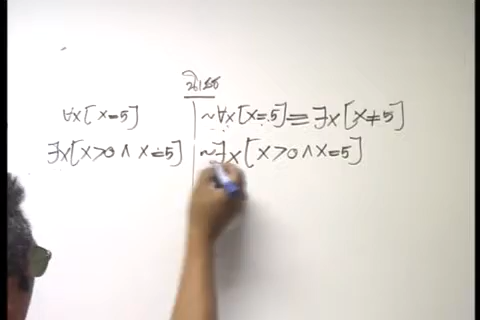 นิเสธ
∀x[x=5] ~∀x[x=5] ≡ ∃x[x≠5]
∃x[x>0 ∧ x=5] ~∃x[x>0 ∧ x=5]